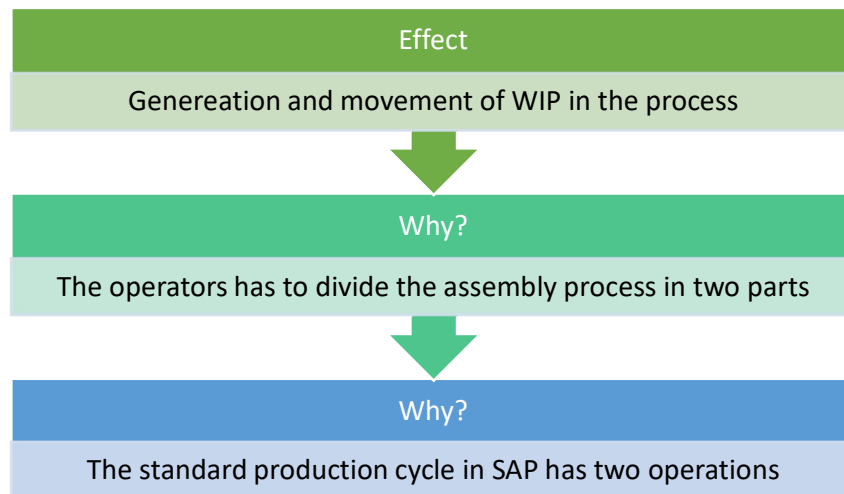 Effect
Genereation and movement of WIP in the process
Why?
The operators has to divide the assembly process in two parts
Why?
The standard production cycle in SAP has two operations